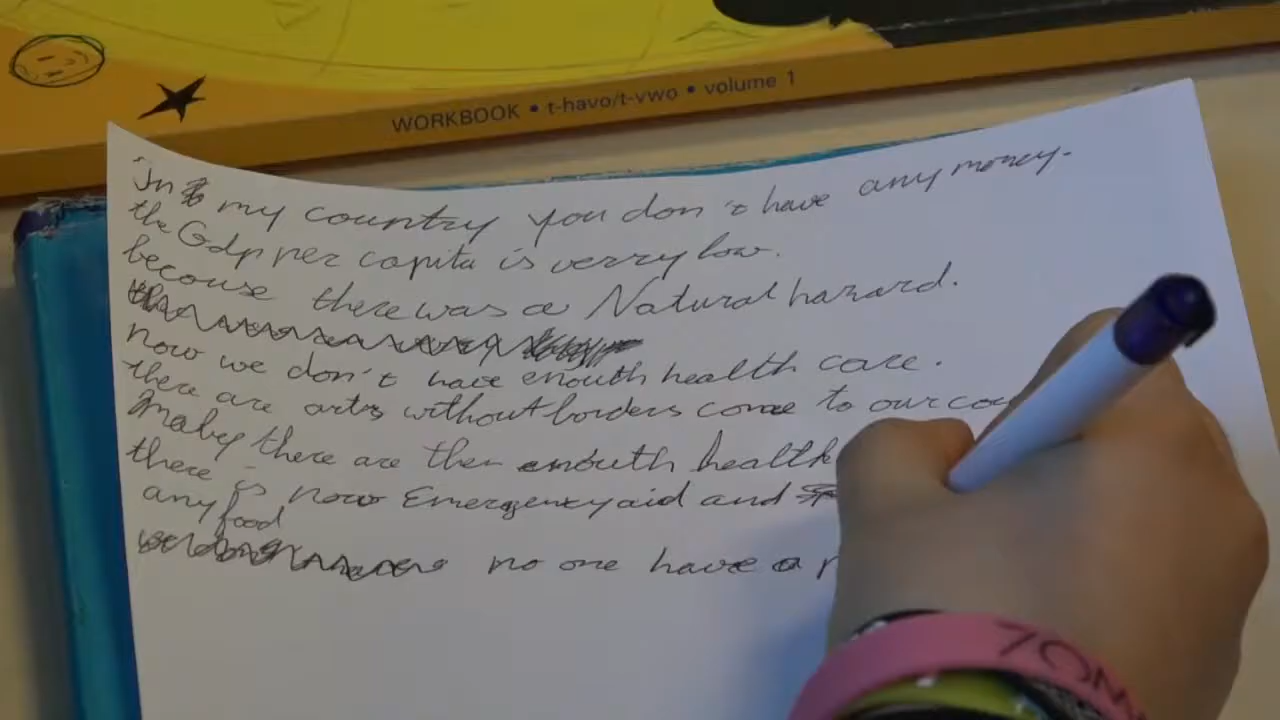 WORKBOOK • t-havo/t-vwo • volume 1
In my country you don't have any money.
the Gdp per capita is verry low.
becouse there was a Natural hazard.
now we don't have enouth health care.
there are arts without borders come to our
Maby there are then enouth health
there is now Emergency aid and
any food
no one have a